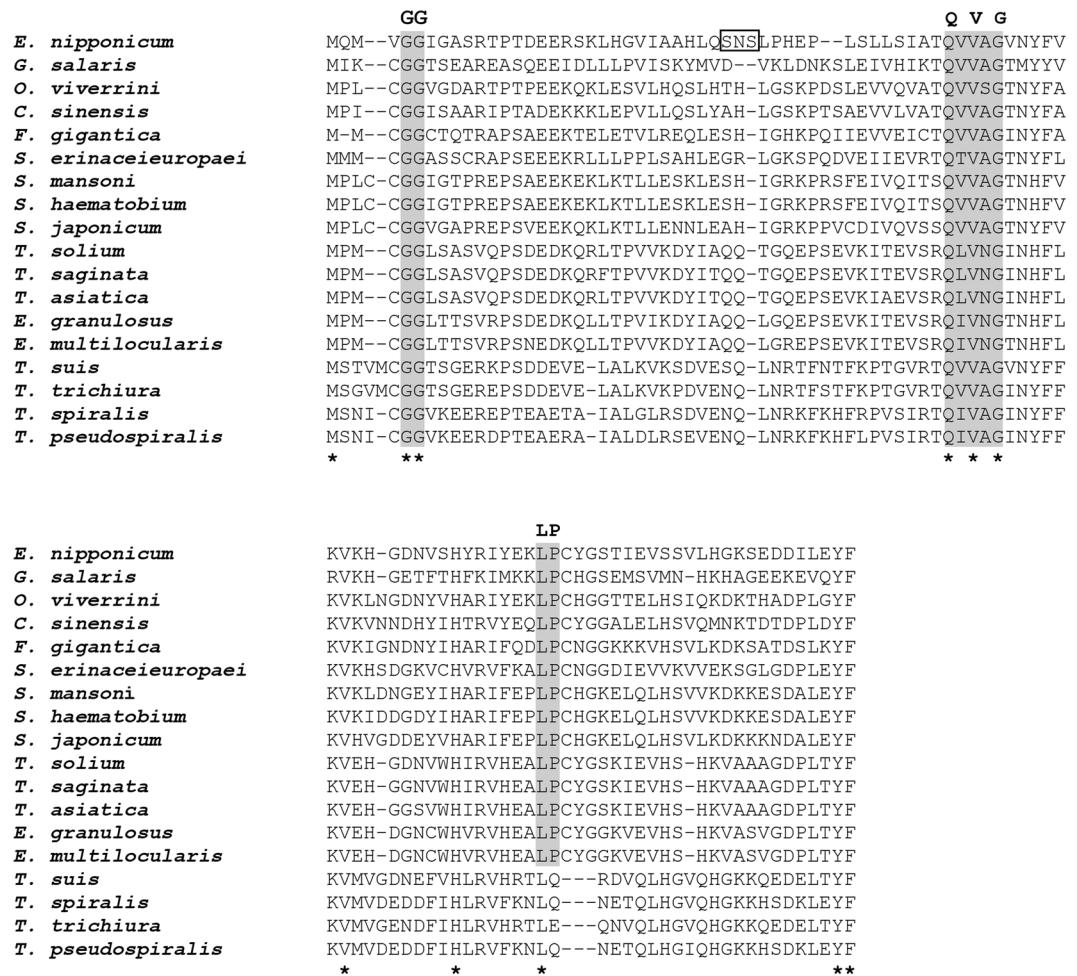 GG Q V G
E. nipponicum MQM--VGGIGASRTPTDEERSKLHGVIAAHLQSNSLPHEP--LSLLSIATQVVAGVNYFV
G. salaris MIK--CGGTSEAREASQEEIDLLLPVISKYMVD--VKLDNKSLEIVHIKTQVVAGTMYYV
O. viverrini MPL--CGGVGDARTPTPEEKQKLESVLHQSLHTH-LGSKPDSLEVVQVATQVVSGTNYFA
C. sinensis MPI--CGGISAARIPTADEKKKLEPVLLQSLYAH-LGSKPTSAEVVLVATQVVAGTNYFA
F. gigantica M-M--CGGCTQTRAPSAEEKTELETVLREQLESHIGHKPQIIEVVEICTQVVAGINYFA
S. erinaceieuropaei MMM--CGGASSCRAPSEEEKRLLLPPLSAHLEGR-LGKSPQDVEIIEVRTQTVAGTNYFL
S. mansoni MPLC-CGGIGTPREPSAEEKEKLKTLLESKLESH-IGRKPRSFEIVQITSQVVAGTNHFV
S. haematobium MPLC-CGGIGTPREPSAEEKEKLKTLLESKLESH-IGRKPRSFEIVQITSQVVAGTNHFV
S. japonicum MPLC-CGGVGAPREPSVEEKQKLKTLLENNLEAH-IGRKPPVCDIVQVSSQVVAGTNYFV
T. solium MPM--CGGLSASVQPSDEDKQRLTPVVKDYIAQQ-TGQEPSEVKITEVSRQLVNGINHFL
T. saginata MPM--CGGLSASVQPSDEDKQRFTPVVKDYITQQ-TGQEPSEVKITEVSRQLVNGINHFL
T. asiatica MPM--CGGLSASVQPSDEDKQRLTPVVKDYITQQ-TGQEPSEVKIAEVSRQLVNGINHFL
E. granulosus MPM--CGGLTTSVRPSDEDKQLLTPVIKDYIAQQ-LGQEPSEVKITEVSRQIVNGTNHFL
E. multilocularis MPM--CGGLTTSVRPSNEDKQLLTPVVKDYIAQQ-LGREPSEVKITEVSRQIVNGTNHFL
T. suis MSTVMCGGTSGERKPSDDEVE-LALKVKSDVESQ-LNRTFNTFKPTGVRTQVVAGVNYFF
T. trichiura MSGVMCGGTSGERKPSDAEVE-LAVKVKPDVENQ-LNRTFSTFKPTGVRTQVVAGINYFF
T. spiralis MSNI-CGGVKEEREPTEAETA-IALGLRSDVENQ-LNRKFKHFRPVSIRTQIVAGINYFF
T. pseudospiralis MSNI-CGGVKEERDPTEAERA-IALDLRSEVENQ-LNRKFKHFLPVSIRTQIVAGINYFF
* ** * * *
LP
E. nipponicum KVKH-GDNVSHYRIYEKLPCYGSTIEVSSVLHGKSEDDILEYF
G. salaris RVKH-GETFTHFKIMKKLPCHGSEMSVMN-HKHAGEEKEVQYF
O. viverrini KVKLNGDNYVHARIYEKLPCHGGTTELHSIQKDKTHADPLGYF
C. sinensis KVKVNNDHYIHTRVYEQLPCYGGALELHSVQMNKTDTDPLDYF
F. gigantica KVKIGNDNYIHARIFQDLPCNGGKKKVHSVLKDKSATDSLKYF
S. erinaceieuropaei KVKHSDGKVCHVRVFKALPCNGGDIEVVKVVEKSGLGDPLEYF
S. mansoni KVKLDNGEYIHARIFEPLPCHGKELQLHSVVKDKKESDALEYF
S. haematobium KVKIDDGDYIHARIFEPLPCHGKELQLHSVVKDKKESDALEYF
S. japonicum KVHVGDDEYVHARIFEPLPCHGKELQLHSVLKDKKKNDALEYF
T. solium KVEH-GDNVWHIRVHEALPCYGSKIEVHS-HKVAAAGDPLTYF
T. saginata KVEH-GGNVWHIRVHEALPCYGSKIEVHS-HKVAAAGDPLTYF
T. asiatica KVEH-GGSVWHIRVHEALPCYGSKIEVHS-HKVAAAGDPLTYF
E. granulosus KVEH-DGNCWHVRVHEALPCYGGKVEVHS-HKVASVGDPLTYF
E. multilocularis KVEH-DGNCWHVRVHEALPCYGGKVEVHS-HKVASVGDPLTYF
T. suis KVMVGDNEFVHLRVHRTLQ---RDVQLHGVQHGKKQEDELTYF
T. spiralis KVMVDEDDFIHLRVFKNLQ---NETQLHGVQHGKKHSDKLEYF
T. trichiura KVMVGENDFIHLRVHRTLE---QNVQLHGVQHGKKQEDELTYF
T. pseudospiralis KVMVDEDDFIHLRVFKNLQ---NETQLHGIQHGKKHSDKLEYF
* * * **